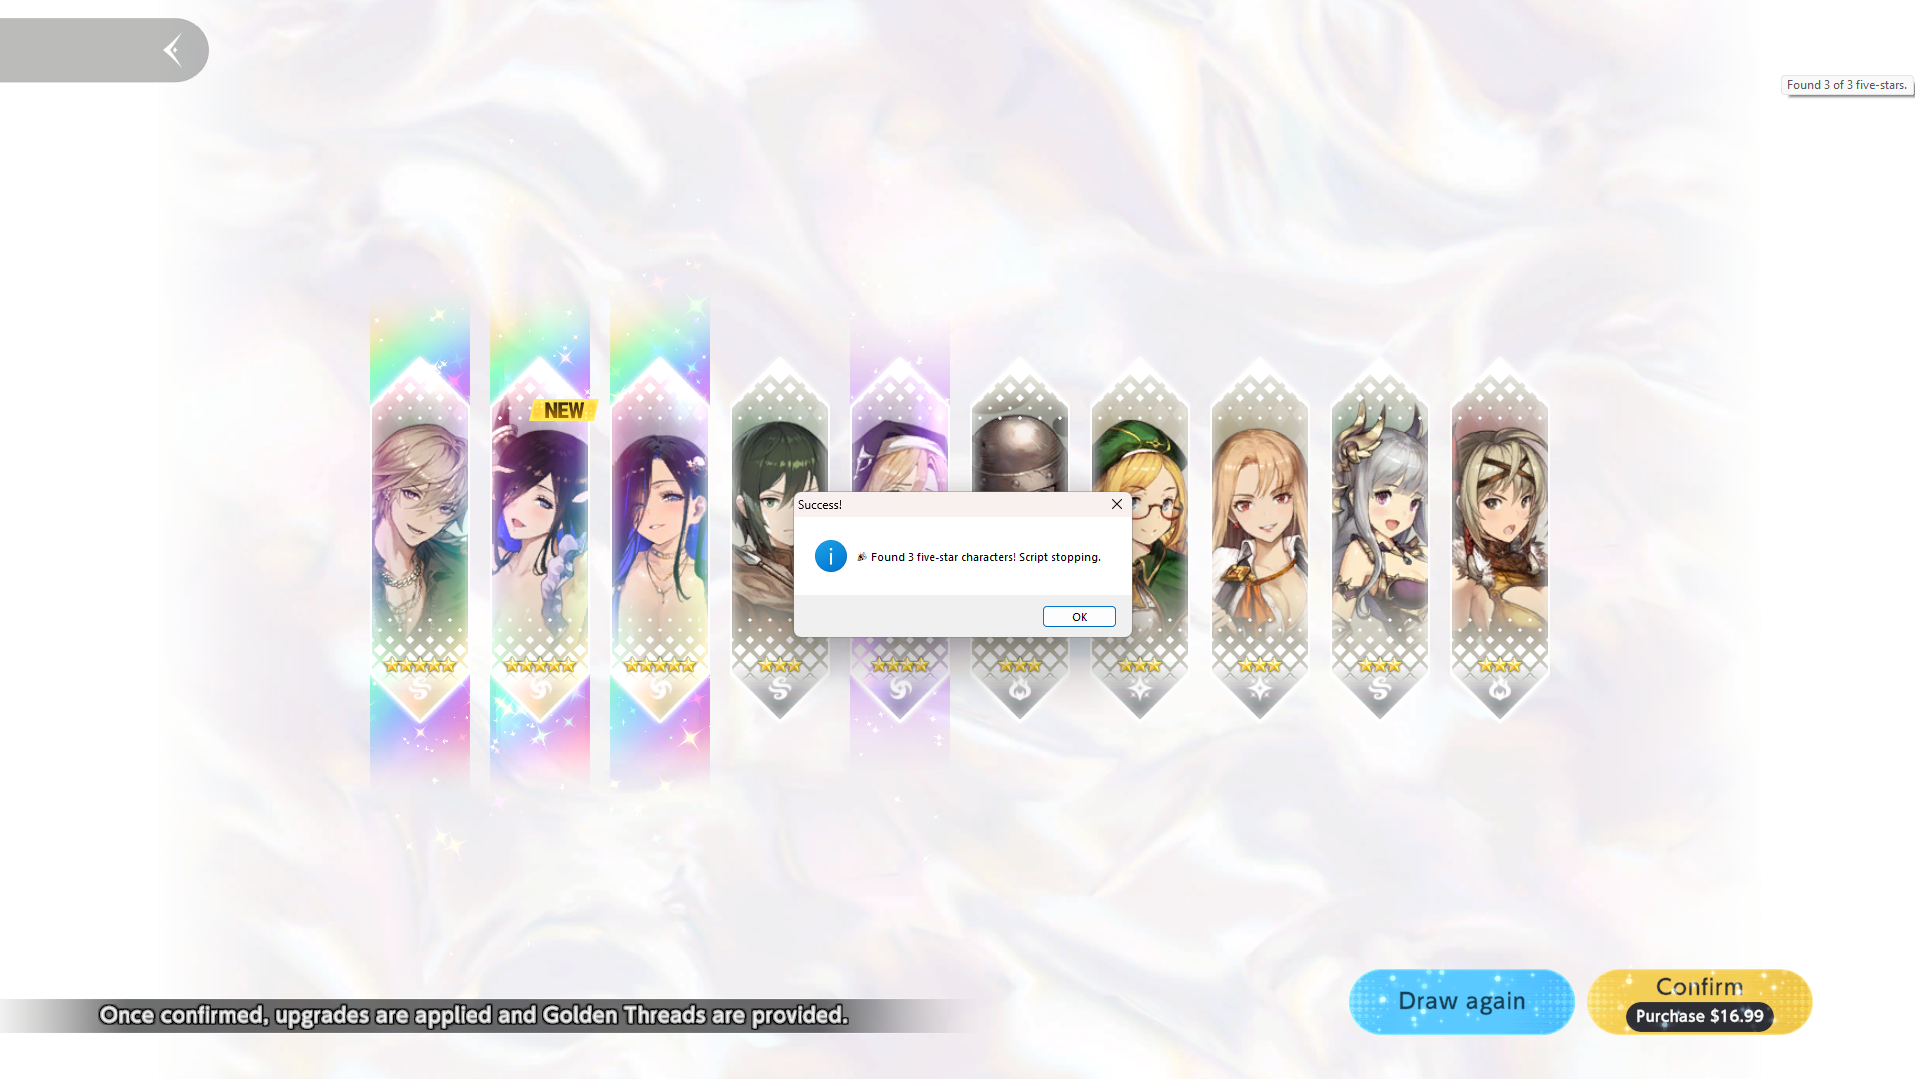 Found 3 of 3 five-stars.
NEW
Success!
🎉 Found 3 five-star characters! Script stopping.
OK
Once confirmed, upgrades are applied and Golden Threads are provided.
Draw again
Confirm
Purchase $16.99